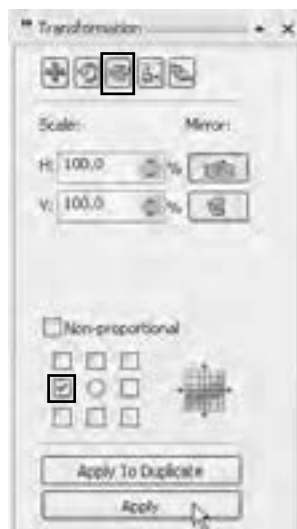 Transformation
Scale: Mirror:
H: 100.0 %
V: 100.0 %
Non-proportional
Apply To Duplicate
Apply